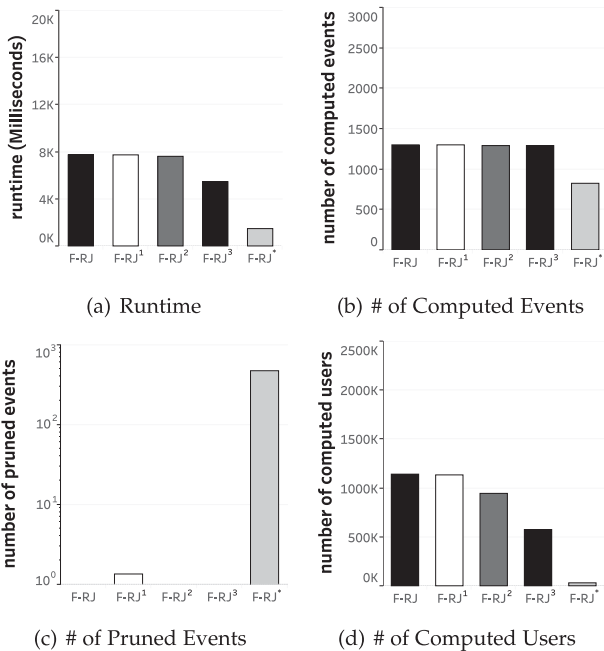 runtime (Milliseconds)
20K
16K
12K
8K
4K
0K
F-RJ F-RJ¹ F-RJ² F-RJ³ F-RJ*
(a) Runtime
number of computed events
3000
2500
2000
1500
1000
500
0
F-RJ F-RJ¹ F-RJ² F-RJ³ F-RJ*
(b) # of Computed Events
number of pruned events
10³
10²
10¹
10⁰
F-RJ F-RJ¹ F-RJ² F-RJ³ F-RJ*
(c) # of Pruned Events
number of computed users
2500K
2000K
1500K
1000K
500K
0K
F-RJ F-RJ¹ F-RJ² F-RJ³ F-RJ*
(d) # of Computed Users